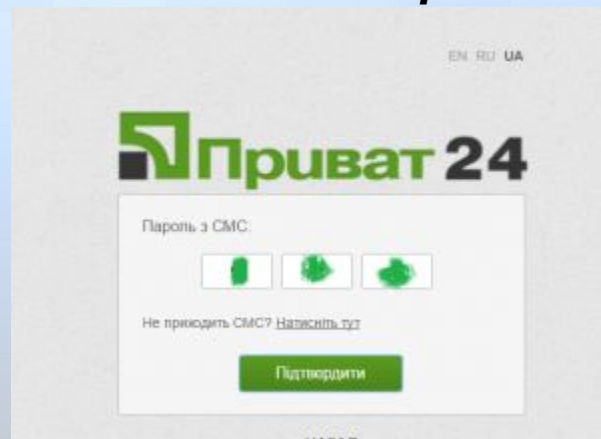 EN RU UA
Приват 24
Пароль з СМС:
Не приходить СМС? Натисніть тут
Підтвердити